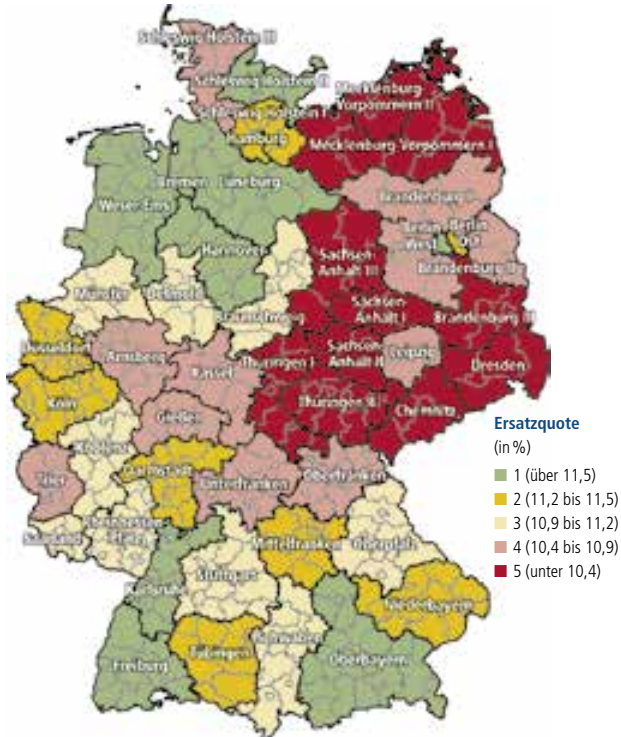 Schleswig Holstein III
Schleswig Holstein II
Mecklenburg-
Vorpommern II
Schleswig Holstein I
Hamburg
Mecklenburg Vorpommern I
Bremen - Lüneburg
Brandenburg I
Weser-Ems
Berlin
West
Berlin
Ost
Hannover
Sachsen-
Anhalt III
Brandenburg II
Münster
Detmold
Braunschweig
Sachsen-
Anhalt I
Brandenburg III
Düsseldorf
Arnsberg
Kassel
Thüringen I
Sachsen-
Anhalt II
Leipzig
Dresden
Köln
Gießen
Thüringen II
Chemnitz
Koblenz
Trier
Darmstadt
Unterfranken
Oberfranken
Saarland
Rheinhessen-
Pfalz
Mittelfranken
Oberpfalz
Karlsruhe
Stuttgart
Niederbayern
Freiburg
Tübingen
Schwaben
Oberbayern
Ersatzquote
(in %)
1 (über 11,5)
2 (11,2 bis 11,5)
3 (10,9 bis 11,2)
4 (10,4 bis 10,9)
5 (unter 10,4)